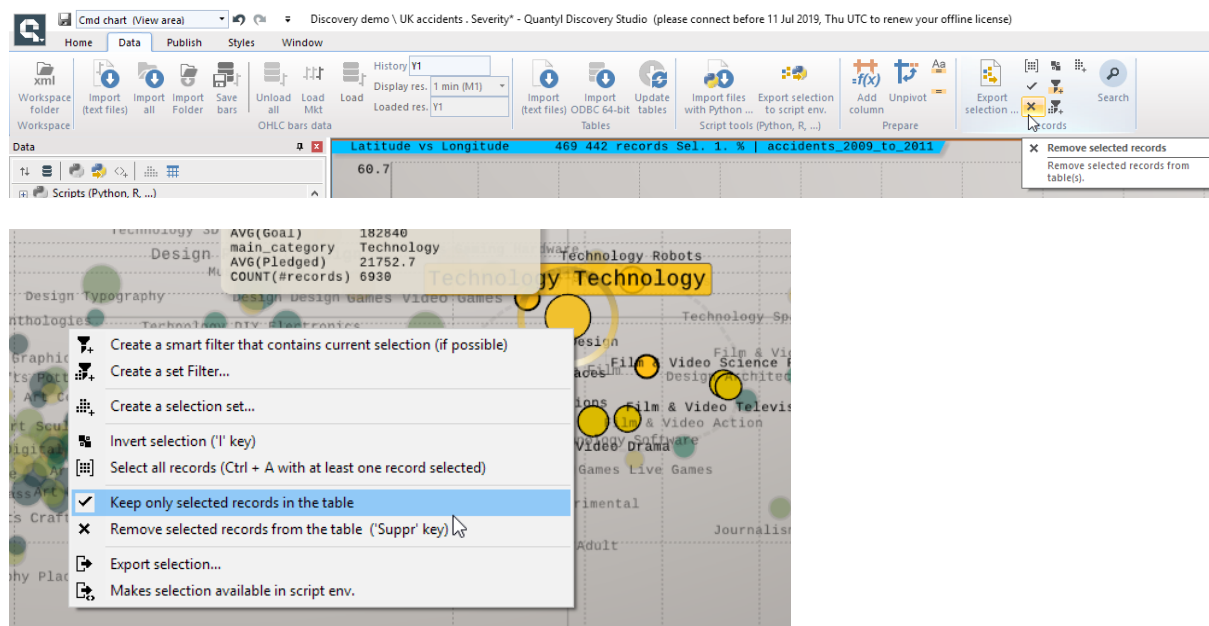 Cmd chart (View area)
Discovery demo \ UK accidents . Severity* - Quantyl Discovery Studio (please connect before 11 Jul 2019, Thu UTC to renew your offline license)
Home Data Publish Styles Window
xml
Workspace folder
Import (text files)
Import all
Import Folder
Save bars
Unload all
Load Mkt
Load
History Y1
Display res. 1 min (M1)
Loaded res. Y1
Import (text files)
Import ODBC 64-bit
Update tables
Import files with Python ...
Export selection to script env.
=f(x)
Add column
Unpivot
Aa
Export selection ...
Search
Workspace
OHLC bars data
Tables
Script tools (Python, R, ...)
Prepare
Data
Latitude vs Longitude 469 442 records Sel. 1. % | accidents_2009_to_2011
60.7
Remove selected records
Remove selected records from table(s).
Scripts (Python, R, ...)
AVG(Goal) 182840
main_category Technology
AVG(Pledged) 21752.7
COUNT(#records) 6930
Design
Technology Robots
Technology
Design Typography
Design Design Games Video Games
Technology DIY Electronics
Create a smart filter that contains current selection (if possible)
Create a set Filter...
Create a selection set...
Invert selection ('I' key)
Select all records (Ctrl + A with at least one record selected)
Keep only selected records in the table
Remove selected records from the table ('Suppr' key)
Export selection...
Makes selection available in script env.
Film & Video Science
Film & Video Drama
Games Live Games
Adult